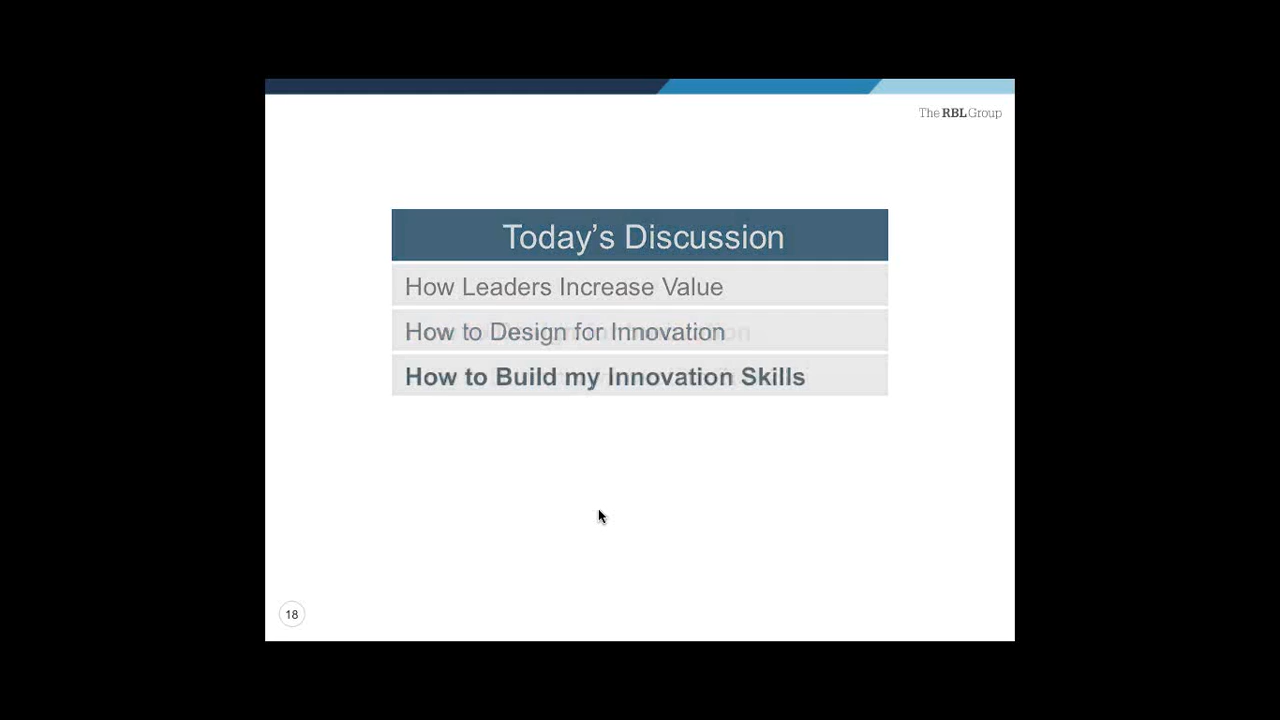 The RBL Group
Today’s Discussion
How Leaders Increase Value
How to Design for Innovation
How to Build my Innovation Skills
18